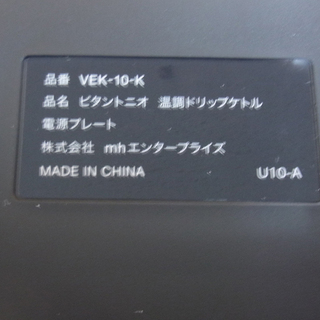 品番 VEK-10-K
品名 ビタントニオ 温調ドリップケトル
電源プレート
株式会社 mhエンタープライズ
MADE IN CHINA U10-A